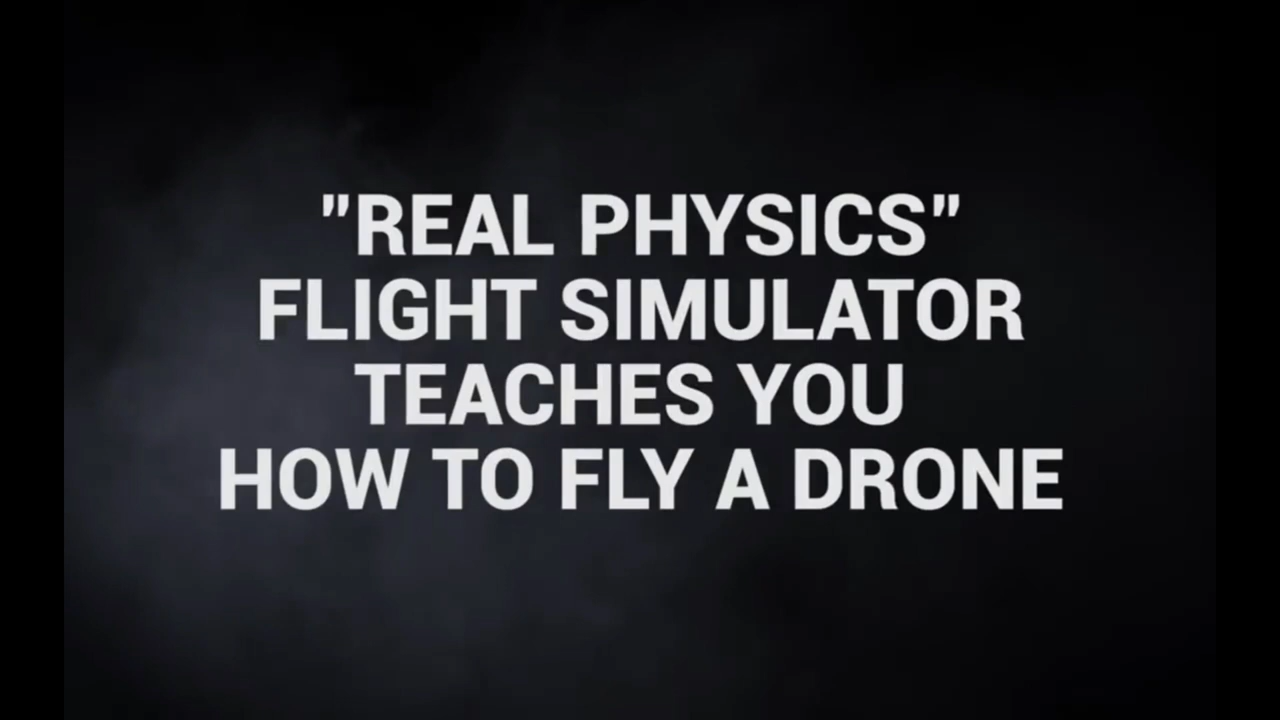 "REAL PHYSICS"
FLIGHT SIMULATOR
TEACHES YOU
HOW TO FLY A DRONE